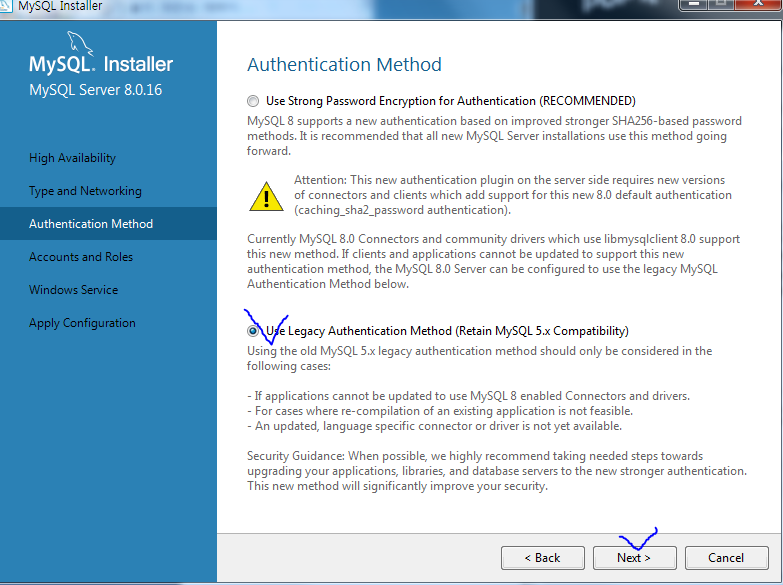 MySQL Installer
MySQL. Installer
MySQL Server 8.0.16
High Availability
Type and Networking
Authentication Method
Accounts and Roles
Windows Service
Apply Configuration
Authentication Method
Use Strong Password Encryption for Authentication (RECOMMENDED)
MySQL 8 supports a new authentication based on improved stronger SHA256-based password
methods. It is recommended that all new MySQL Server installations use this method going
forward.
Attention: This new authentication plugin on the server side requires new versions
of connectors and clients which add support for this new 8.0 default authentication
(caching_sha2_password authentication).
Currently MySQL 8.0 Connectors and community drivers which use libmysqlclient 8.0 support
this new method. If clients and applications cannot be updated to support this new
authentication method, the MySQL 8.0 Server can be configured to use the legacy MySQL
Authentication Method below.
Use Legacy Authentication Method (Retain MySQL 5.x Compatibility)
Using the old MySQL 5.x legacy authentication method should only be considered in the
following cases:
- If applications cannot be updated to use MySQL 8 enabled Connectors and drivers.
- For cases where re-compilation of an existing application is not feasible.
- An updated, language specific connector or driver is not yet available.
Security Guidance: When possible, we highly recommend taking needed steps towards
upgrading your applications, libraries, and database servers to the new stronger authentication.
This new method will significantly improve your security.
< Back
Next >
Cancel